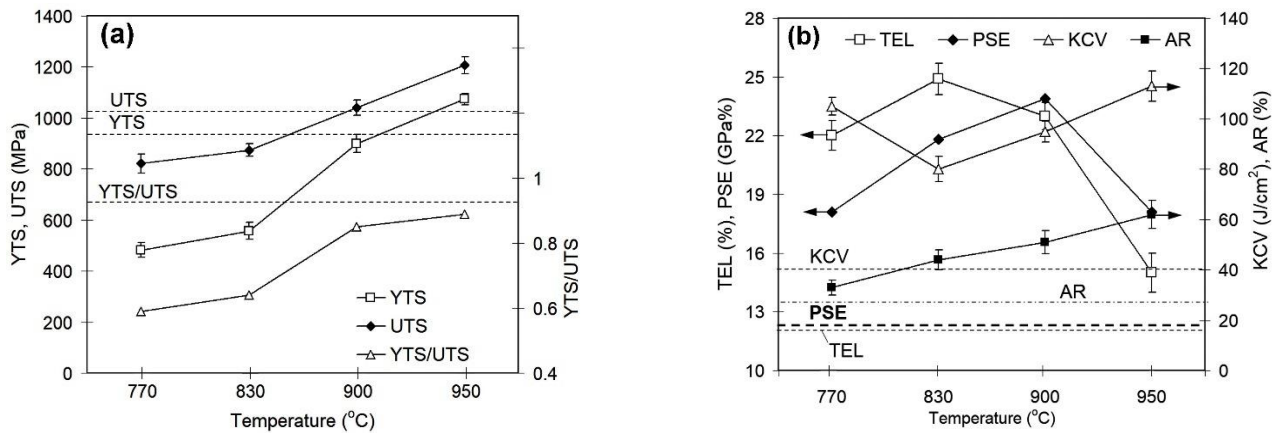 (a)
1400
1200
1000
800
600
400
200
0
YTS, UTS (MPa)
UTS
YTS
YTS/UTS
YTS
UTS
YTS/UTS
1
0.8
0.6
0.4
YTS/UTS
770 830 900 950
Temperature (°C)
(b)
TEL PSE KCV AR
28
25
22
19
16
13
10
TEL (%), PSE (GPa%)
KCV
AR
PSE
TEL
140
120
100
80
60
40
20
0
KCV (J/cm²), AR (%)
770 830 900 950
Temperature (°C)